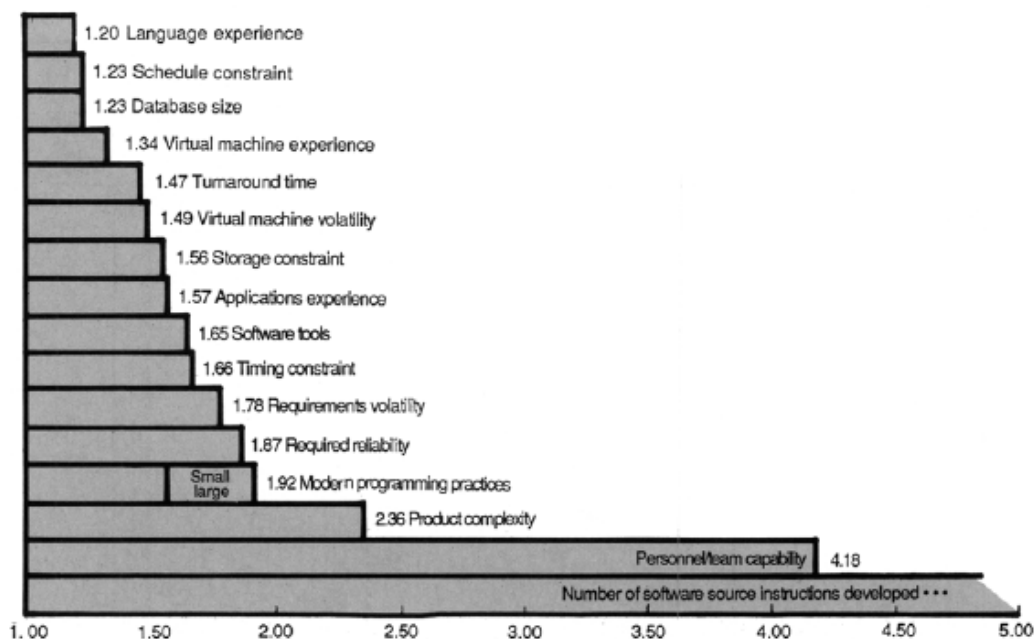 1.20 Language experience
1.23 Schedule constraint
1.23 Database size
1.34 Virtual machine experience
1.47 Turnaround time
1.49 Virtual machine volatility
1.56 Storage constraint
1.57 Applications experience
1.65 Software tools
1.66 Timing constraint
1.78 Requirements volatility
1.87 Required reliability
Small
large
1.92 Modern programming practices
2.36 Product complexity
Personnel/team capability 4.18
Number of software source instructions developed •••
1.00 1.50 2.00 2.50 3.00 3.50 4.00 4.50 5.00